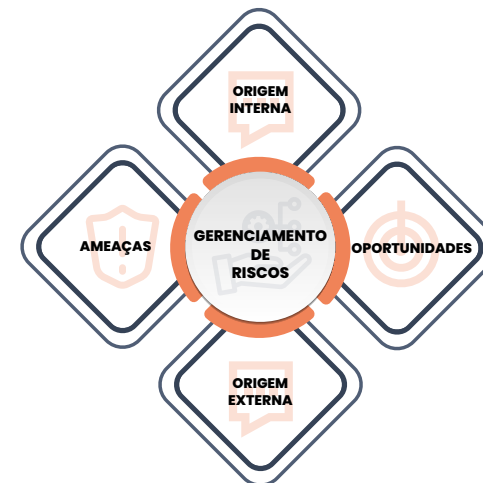 ORIGEM
INTERNA
AMEAÇAS
GERENCIAMENTO
DE
RISCOS
OPORTUNIDADES
ORIGEM
EXTERNA